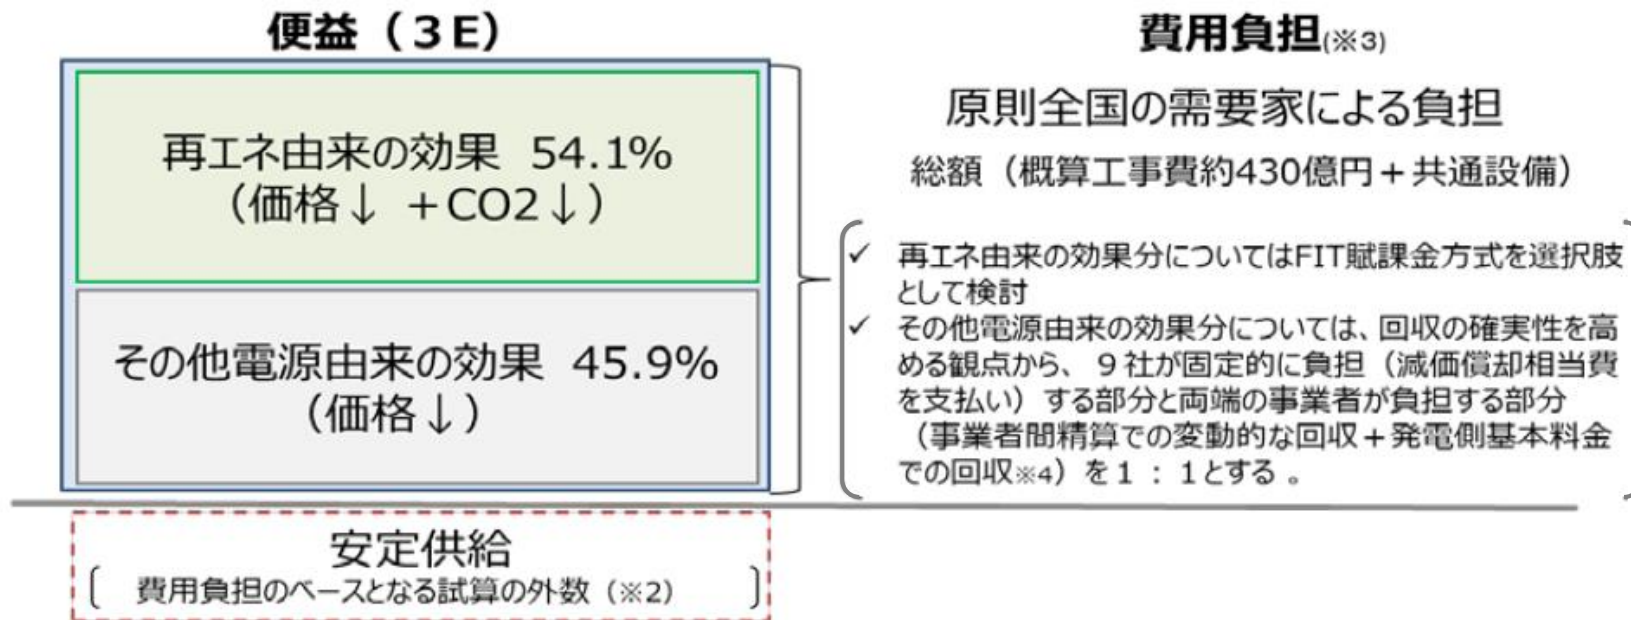 便益（３E）
再エネ由来の効果 54.1%
（価格↓ ＋CO2↓）
その他電源由来の効果 45.9%
（価格↓）
安定供給
〔 費用負担のベースとなる試算の外数（※2） 〕
費用負担(※3)
原則全国の需要家による負担
総額（概算工事費約430億円＋共通設備）
✓ 再エネ由来の効果分についてはFIT賦課金方式を選択肢
として検討
✓ その他電源由来の効果分については、回収の確実性を高
める観点から、９社が固定的に負担（減価償却相当費
を支払い）する部分と両端の事業者が負担する部分
（事業者間精算での変動的な回収＋発電側基本料金
での回収※4）を１：１とする。